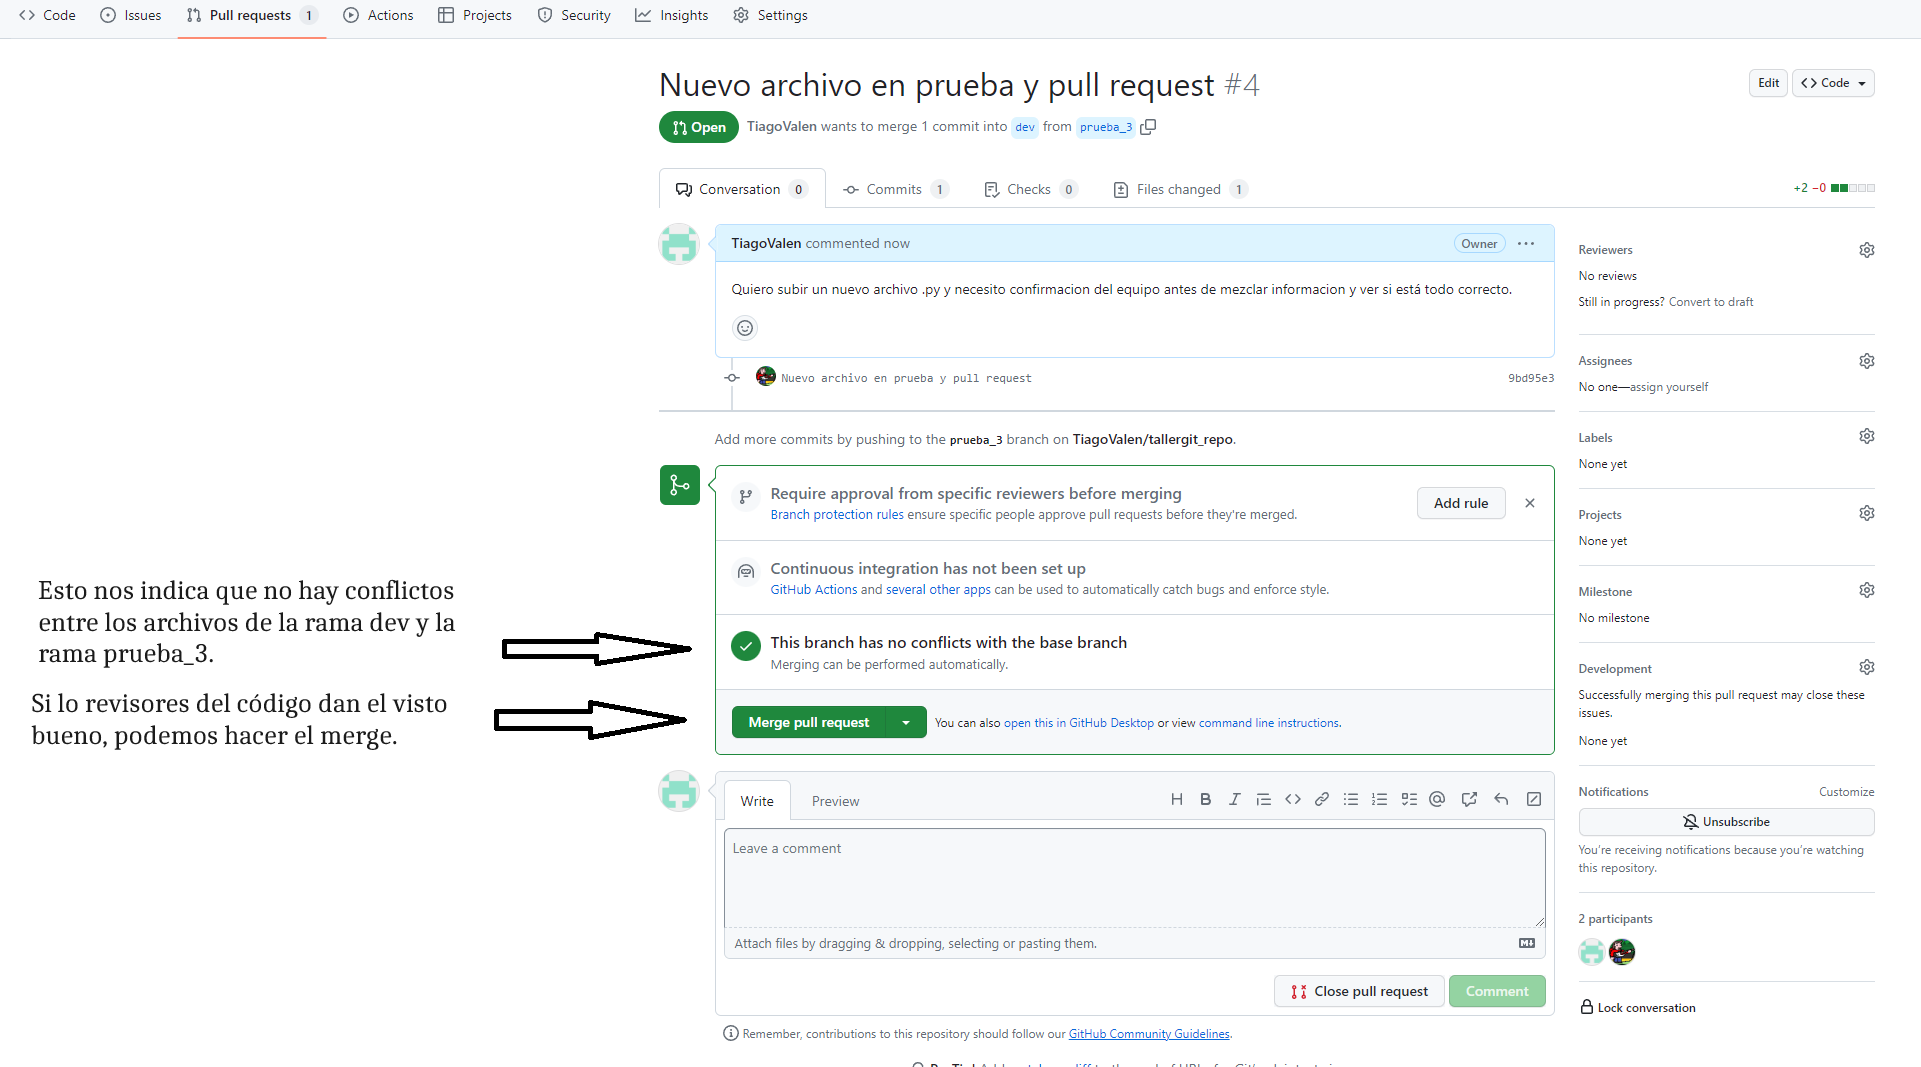 Code Issues Pull requests 1 Actions Projects Security Insights Settings
Nuevo archivo en prueba y pull request #4
Edit Code
Open TiagoValen wants to merge 1 commit into dev from prueba_3
Conversation 0 Commits 1 Checks 0 Files changed 1
+2 −0
TiagoValen commented now
Owner
Quiero subir un nuevo archivo .py y necesito confirmacion del equipo antes de mezclar informacion y ver si está todo correcto.
Nuevo archivo en prueba y pull request
9bd95e3
Add more commits by pushing to the prueba_3 branch on TiagoValen/tallergit_repo.
Require approval from specific reviewers before merging
Branch protection rules ensure specific people approve pull requests before they're merged.
Add rule
Continuous integration has not been set up
GitHub Actions and several other apps can be used to automatically catch bugs and enforce style.
Esto nos indica que no hay conflictos
entre los archivos de la rama dev y la
rama prueba_3.
This branch has no conflicts with the base branch
Merging can be performed automatically.
Si lo revisores del código dan el visto
bueno, podemos hacer el merge.
Merge pull request
You can also open this in GitHub Desktop or view command line instructions.
Write Preview
Leave a comment
Attach files by dragging & dropping, selecting or pasting them.
Close pull request Comment
Remember, contributions to this repository should follow our GitHub Community Guidelines.
Reviewers
No reviews
Still in progress? Convert to draft
Assignees
No one—assign yourself
Labels
None yet
Projects
None yet
Milestone
No milestone
Development
Successfully merging this pull request may close these
issues.
None yet
Notifications Customize
Unsubscribe
You're receiving notifications because you're watching
this repository.
2 participants
Lock conversation